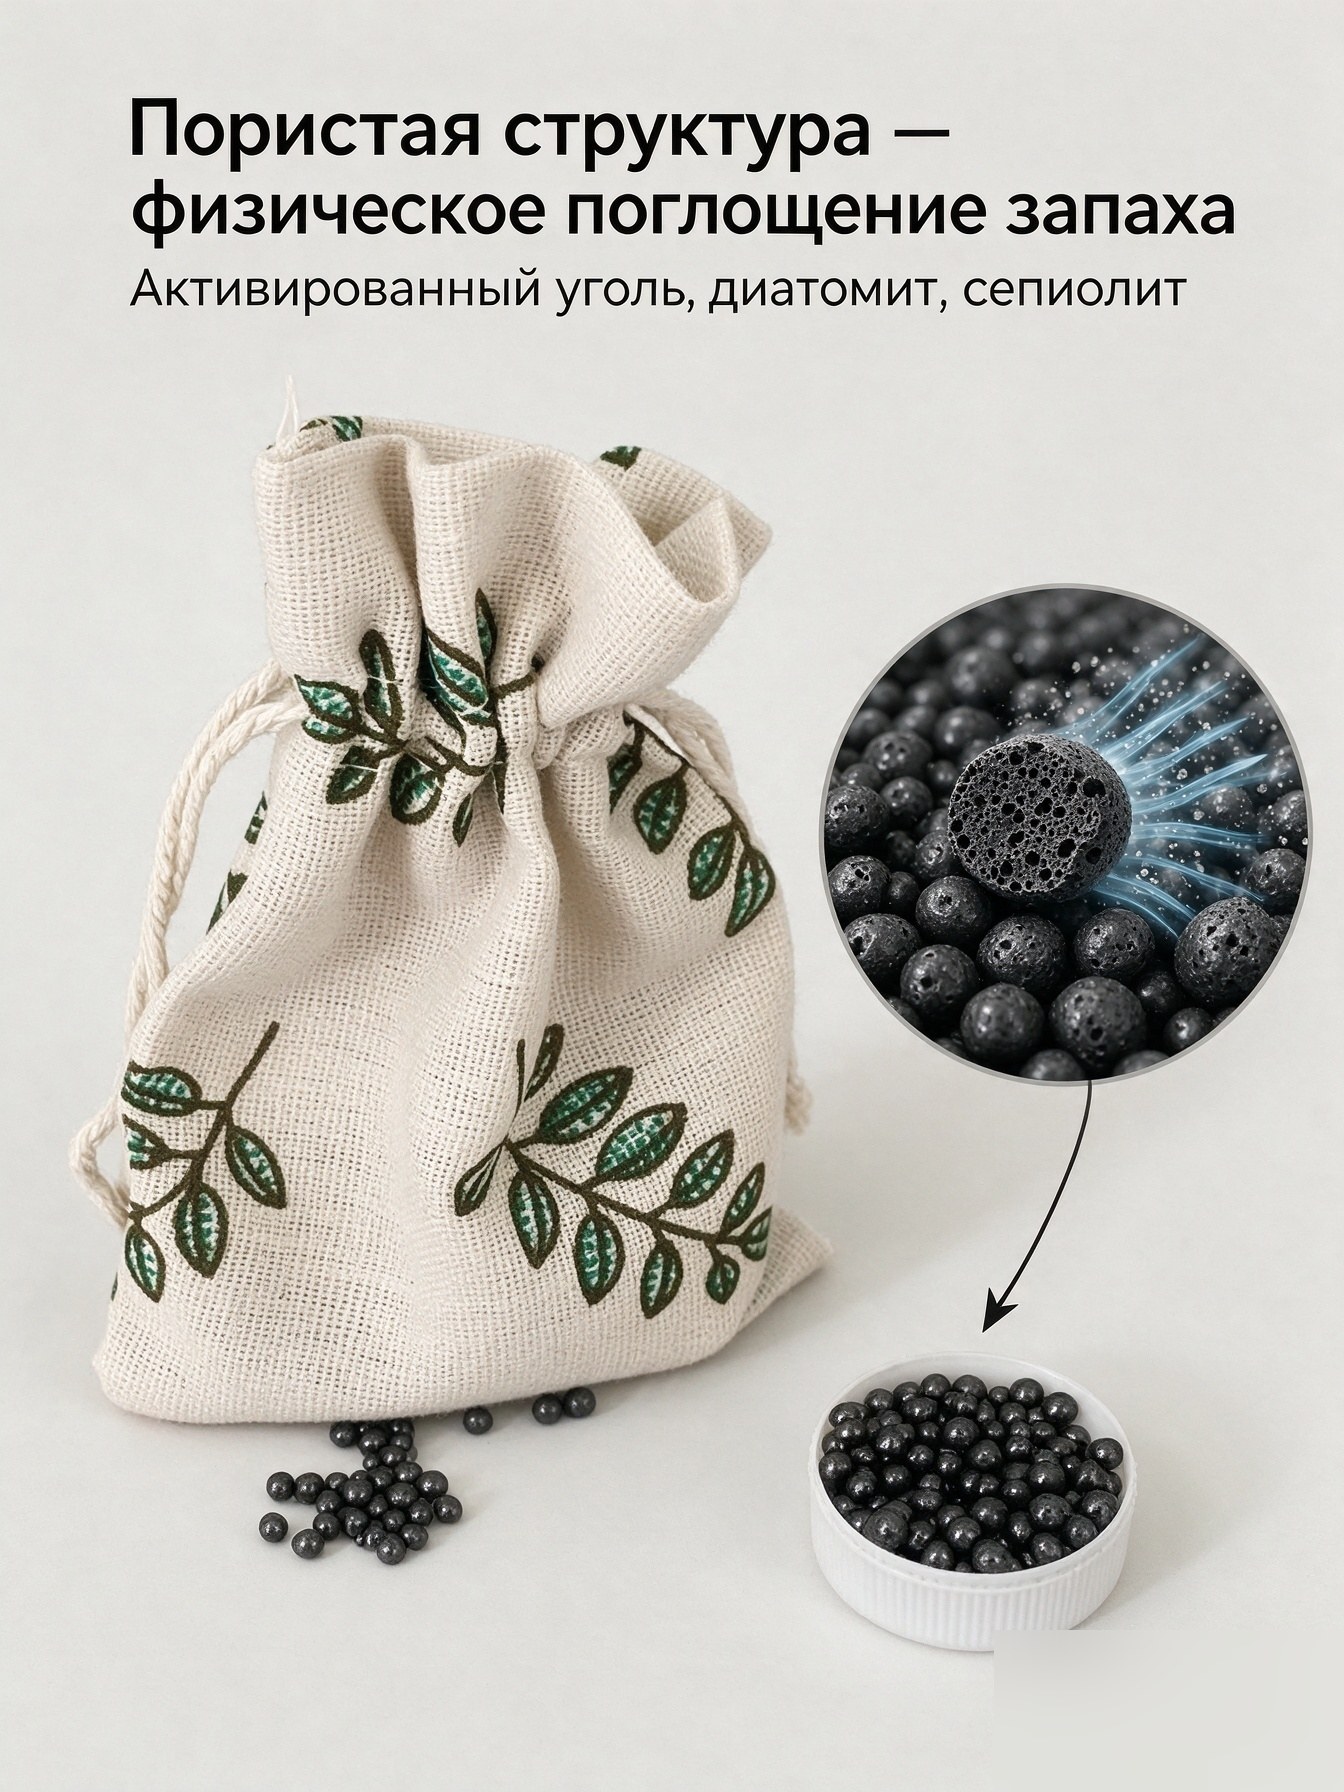 Пористая структура —
физическое поглощение запаха
Активированный уголь, диатомит, сепиолит